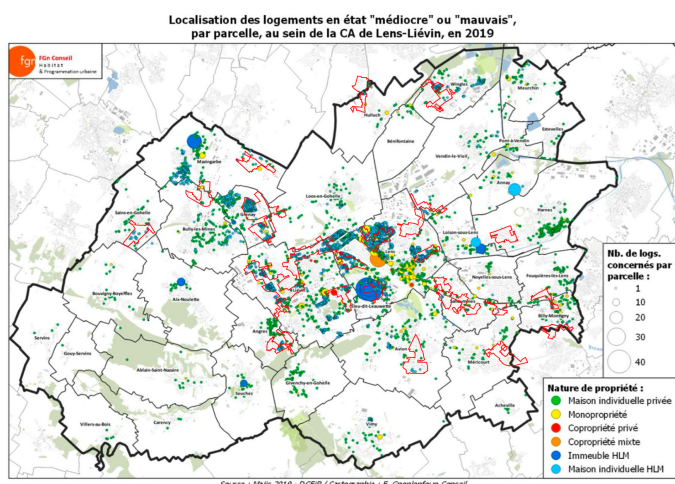 Localisation des logements en état "médiocre" ou "mauvais",
par parcelle, au sein de la CA de Lens-Liévin, en 2019
fgn
FGn Conseil
Habitat
& Programmation urbaine
Wingles
Meurchin
Hulluch
Estevelles
Bénifontaine
Pont-à-Vendin
Vendin-le-Vieil
Mazingarbe
Annay
Loos-en-Gohelle
Sains-en-Gohelle
Grenay
Harnes
Bully-les-Mines
Loison-sous-Lens
Lens
Noyelles-sous-Lens
Fouquières-lès-Lens
Liévin
Bouvigny-Boyeffles
Aix-Noulette
Sallaumines
Billy-Montigny
Angres
Servins
Avion
Méricourt
Gouy-Servins
Ablain-Saint-Nazaire
Givenchy-en-Gohelle
Souchez
Acheville
Villers-au-Bois
Carency
Vimy
Nb. de logs.
concernés par
parcelle :
1
10
20
30
40
Nature de propriété :
Maison individuelle privée
Monopropriété
Copropriété privé
Copropriété mixte
Immeuble HLM
Maison individuelle HLM